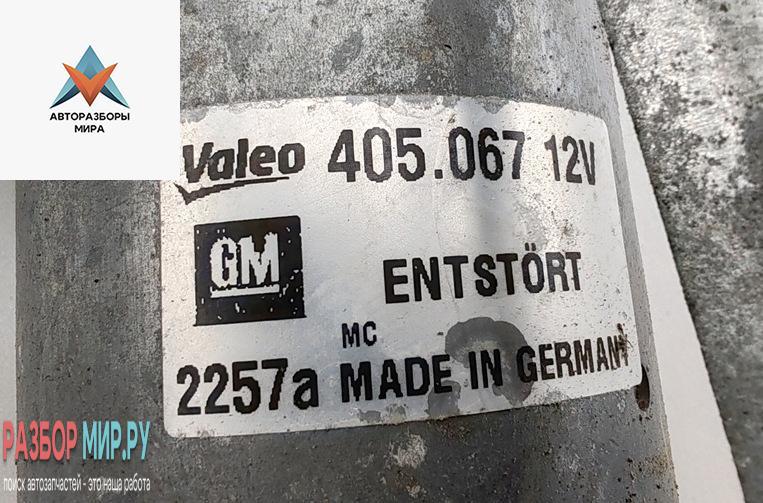 АВТОРАЗБОРЫ
МИРА
Valeo 405.067 12V
GM ENTSTÖRT
MC
2257a MADE IN GERMANY
РАЗБОР МИР.РУ
поиск автозапчастей - это наша работа